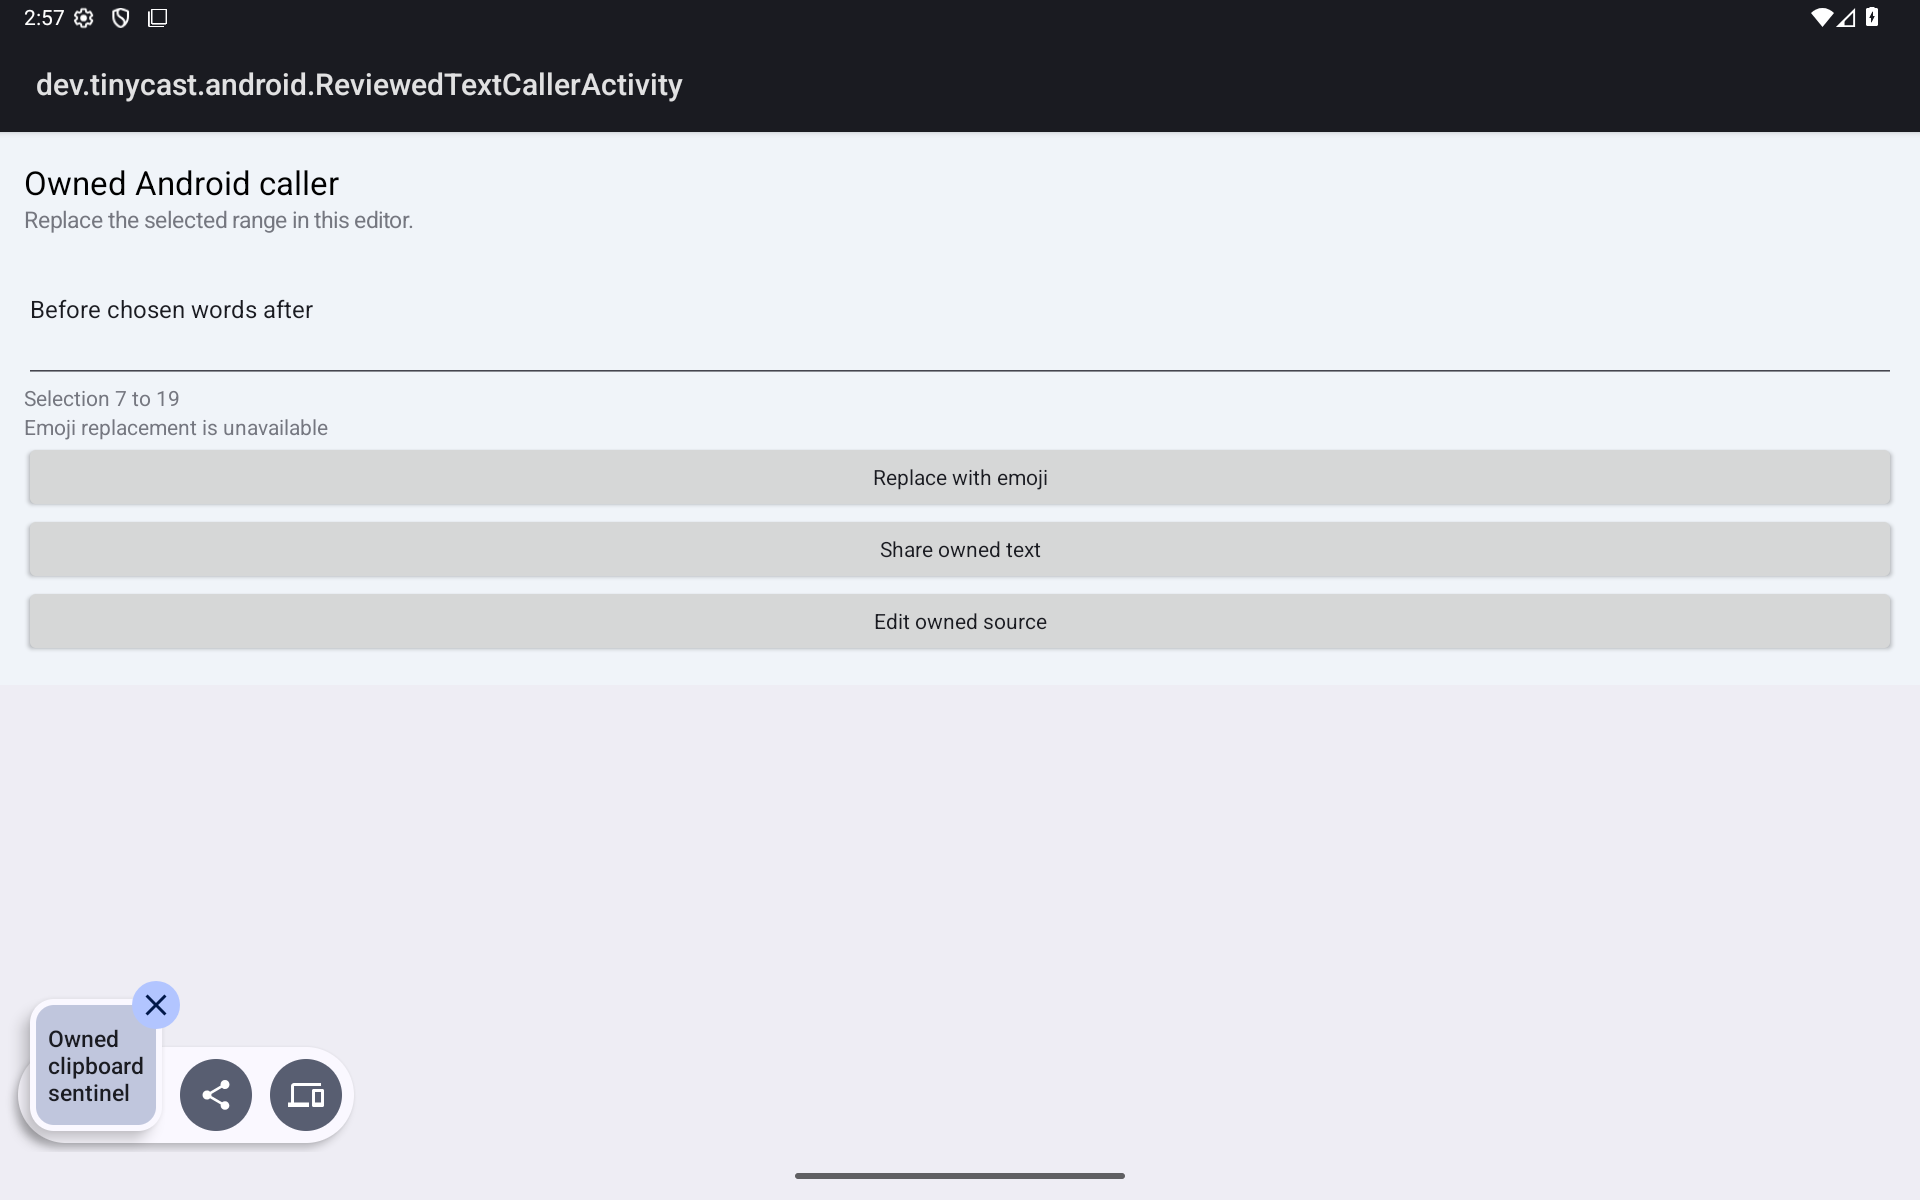 2:57
dev.tinycast.android.ReviewedTextCallerActivity
Owned Android caller
Replace the selected range in this editor.
Before chosen words after
Selection 7 to 19
Emoji replacement is unavailable
Replace with emoji
Share owned text
Edit owned source
Owned
clipboard
sentinel